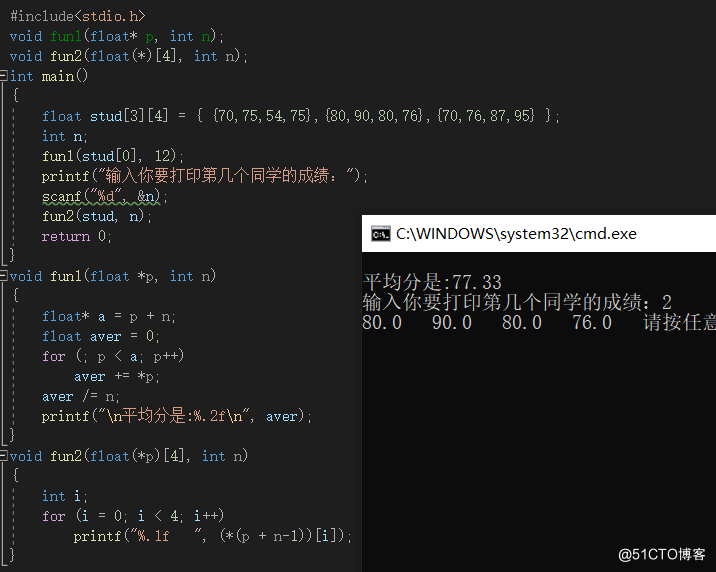 #include<stdio.h>
void fun1(float* p, int n);
void fun2(float(*)[4], int n);
int main()
{
float stud[3][4] = { {70,75,54,75},{80,90,80,76},{70,76,87,95} };
int n;
fun1(stud[0], 12);
printf("输入你要打印第几个同学的成绩：");
scanf("%d", &n);
fun2(stud, n);
return 0;
}
void fun1(float *p, int n)
{
float* a = p + n;
float aver = 0;
for (; p < a; p++)
aver += *p;
aver /= n;
printf("\n平均分是:%.2f\n", aver);
}
void fun2(float(*p)[4], int n)
{
int i;
for (i = 0; i < 4; i++)
printf("%.1f   ", (*(p + n-1))[i]);
}
C:\WINDOWS\system32\cmd.exe
平均分是:77.33
输入你要打印第几个同学的成绩：2
80.0   90.0   80.0   76.0   请按任意
@51CTO博客